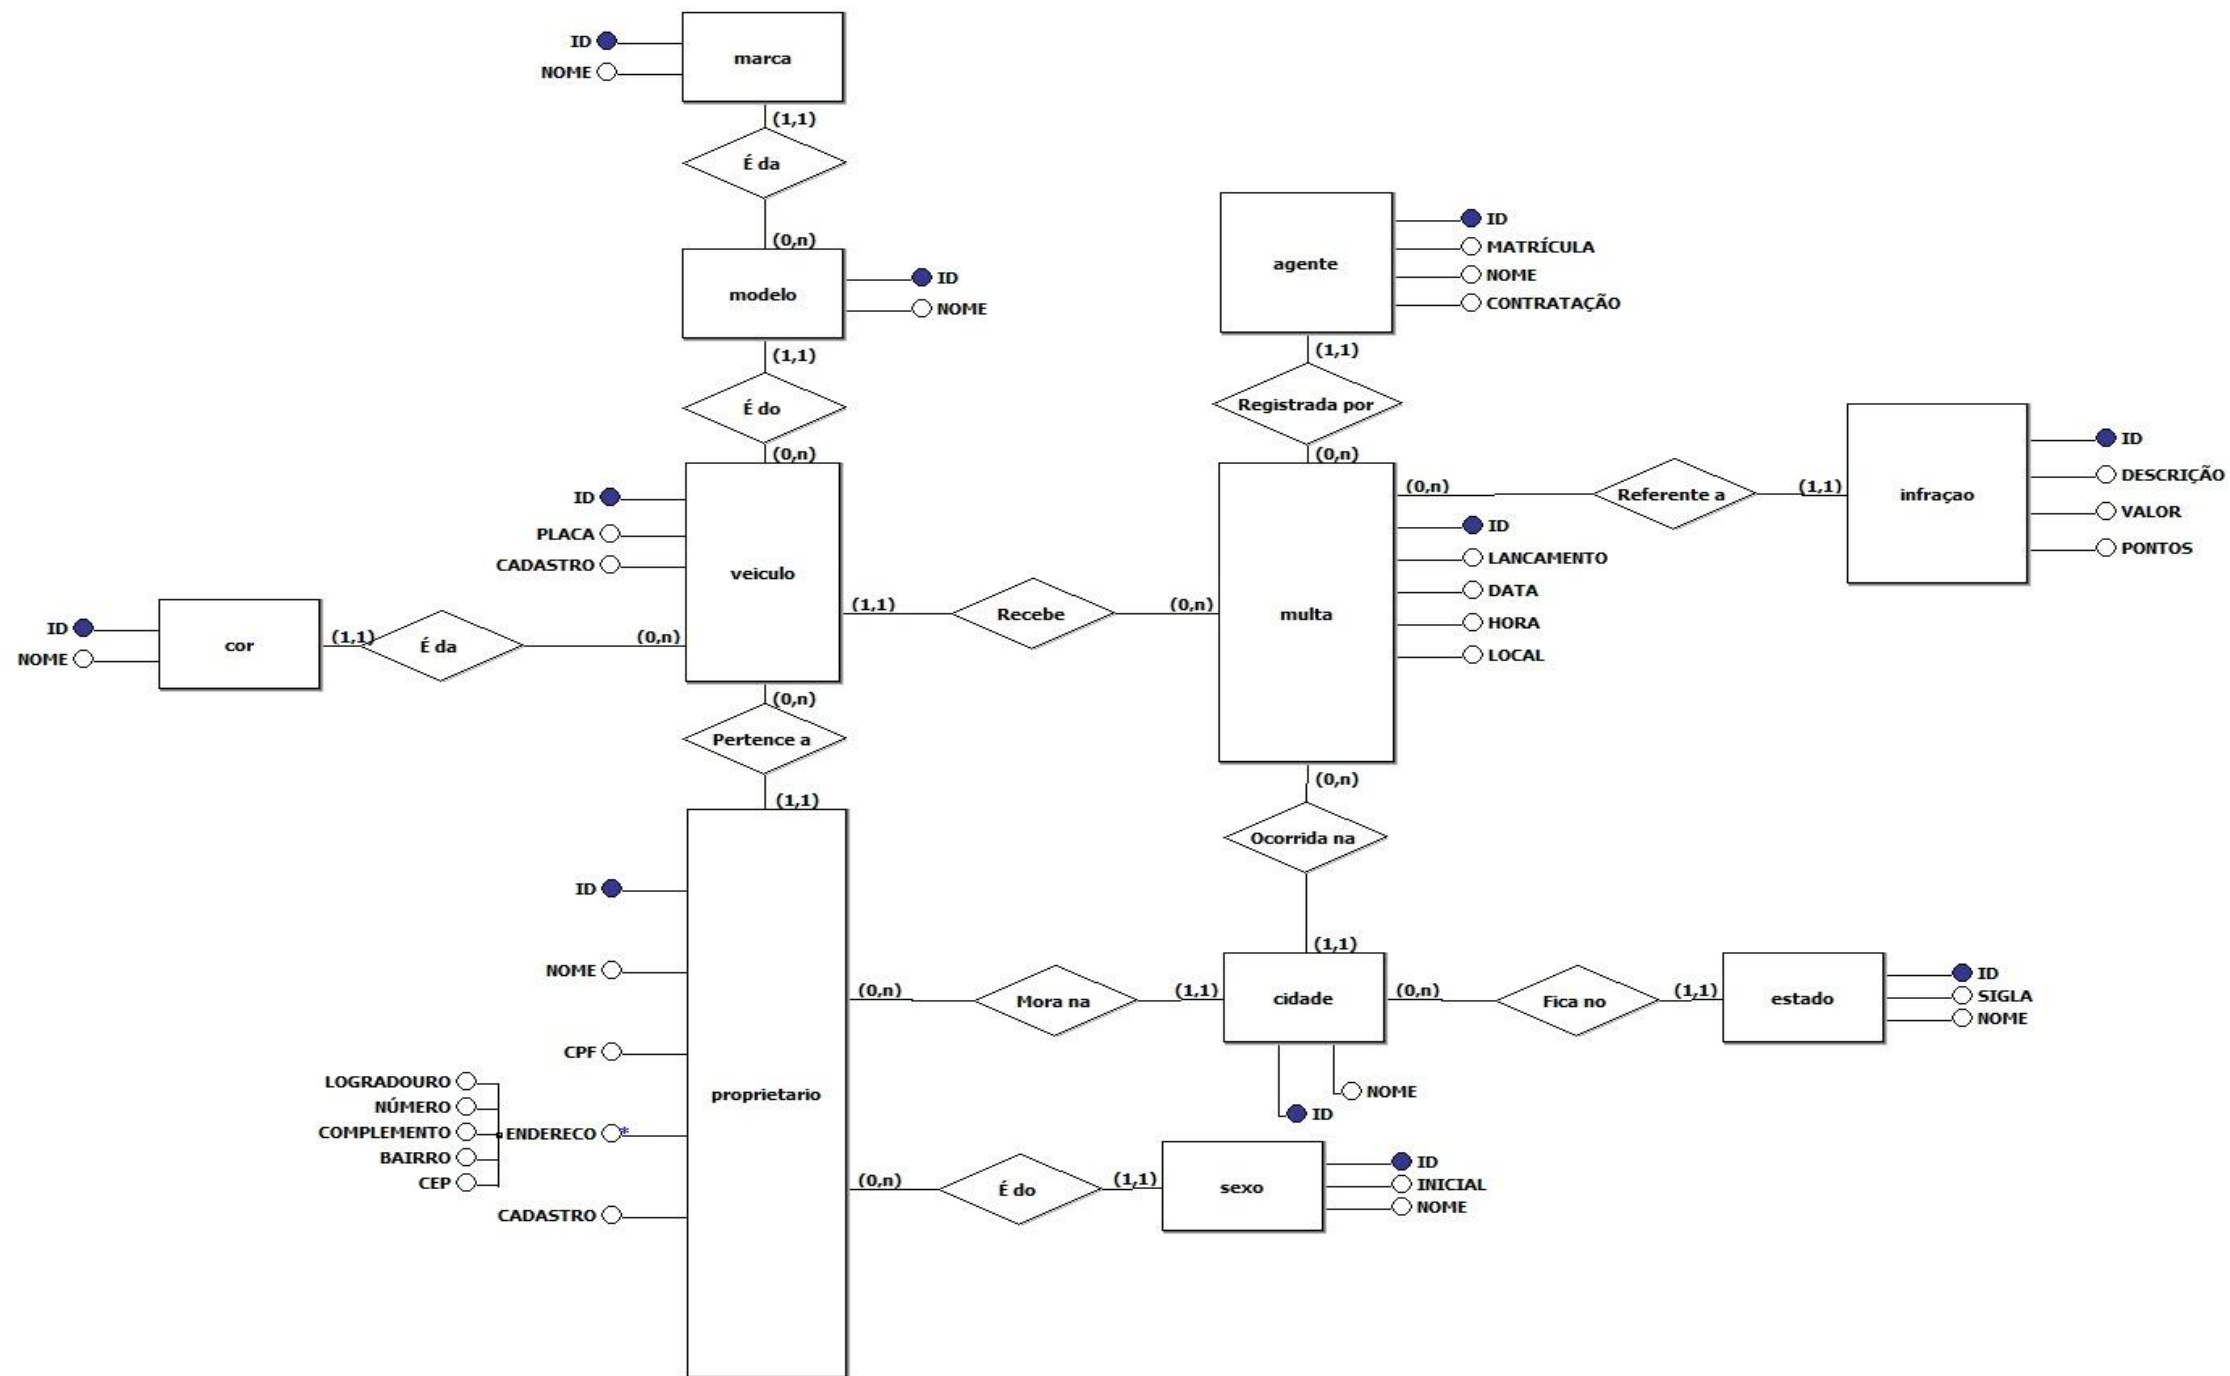 ID
NOME
marca
(1,1)
É da
(0,n)
modelo
ID
NOME
(1,1)
É do
(0,n)
agente
ID
MATRÍCULA
NOME
CONTRATAÇÃO
(1,1)
Registrada por
(0,n)
ID
PLACA
CADASTRO
veiculo
(0,n)
Referente a
(1,1)
infraçao
ID
DESCRIÇÃO
VALOR
PONTOS
ID
LANCAMENTO
DATA
HORA
LOCAL
multa
(1,1)
Recebe
(0,n)
ID
NOME
cor
(1,1)
É da
(0,n)
(0,n)
Pertence a
(1,1)
(0,n)
Ocorrida na
(1,1)
ID
NOME
CPF
LOGRADOURO
NÚMERO
COMPLEMENTO
BAIRRO
CEP
ENDERECO
*
CADASTRO
proprietario
(0,n)
Mora na
(1,1)
cidade
(0,n)
Fica no
(1,1)
estado
ID
SIGLA
NOME
NOME
ID
(0,n)
É do
(1,1)
sexo
ID
INICIAL
NOME